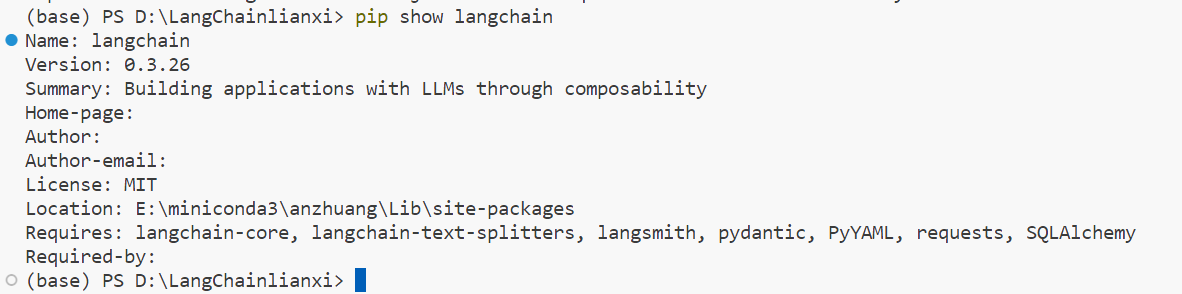 (base) PS D:\LangChainlianxi> pip show langchain
Name: langchain
Version: 0.3.26
Summary: Building applications with LLMs through composability
Home-page:
Author:
Author-email:
License: MIT
Location: E:\miniconda3\anzhuang\Lib\site-packages
Requires: langchain-core, langchain-text-splitters, langsmith, pydantic, PyYAML, requests, SQLAlchemy
Required-by:
(base) PS D:\LangChainlianxi>